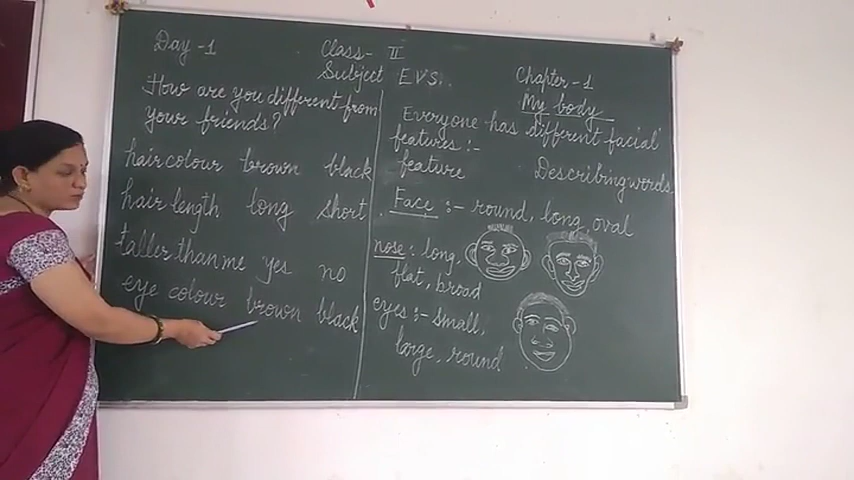 Day-1
Class- II
Subject EVS.
Chapter-1
My body
How are you different from
your friends?
hair colour brown black
hair length long short
taller than me yes no
eye colour brown black
Everyone has different facial
features :-
feature Describing words
Face :- round, long, oval
nose : long,
flat, broad
eyes :- small,
large, round